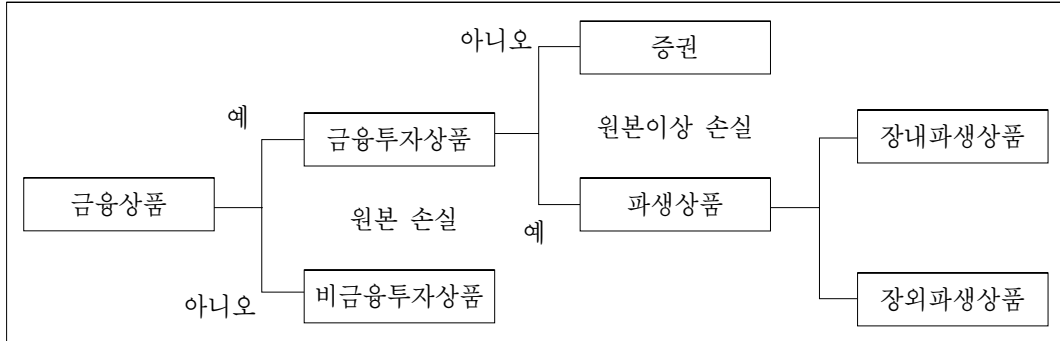 아니오
증권
예
금융투자상품
원본이상 손실
장내파생상품
금융상품
원본 손실
예
파생상품
아니오
비금융투자상품
장외파생상품